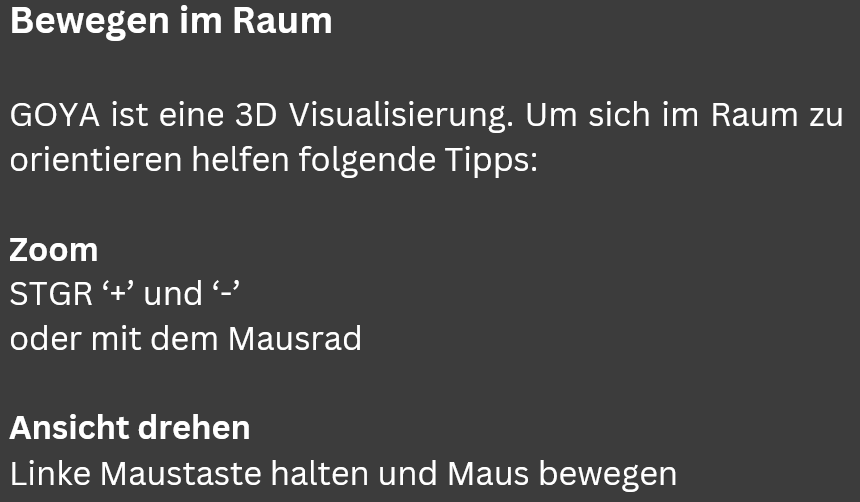 Bewegen im Raum
GOYA ist eine 3D Visualisierung. Um sich im Raum zu
orientieren helfen folgende Tipps:
Zoom
STGR ‘+’ und ‘-’
oder mit dem Mausrad
Ansicht drehen
Linke Maustaste halten und Maus bewegen